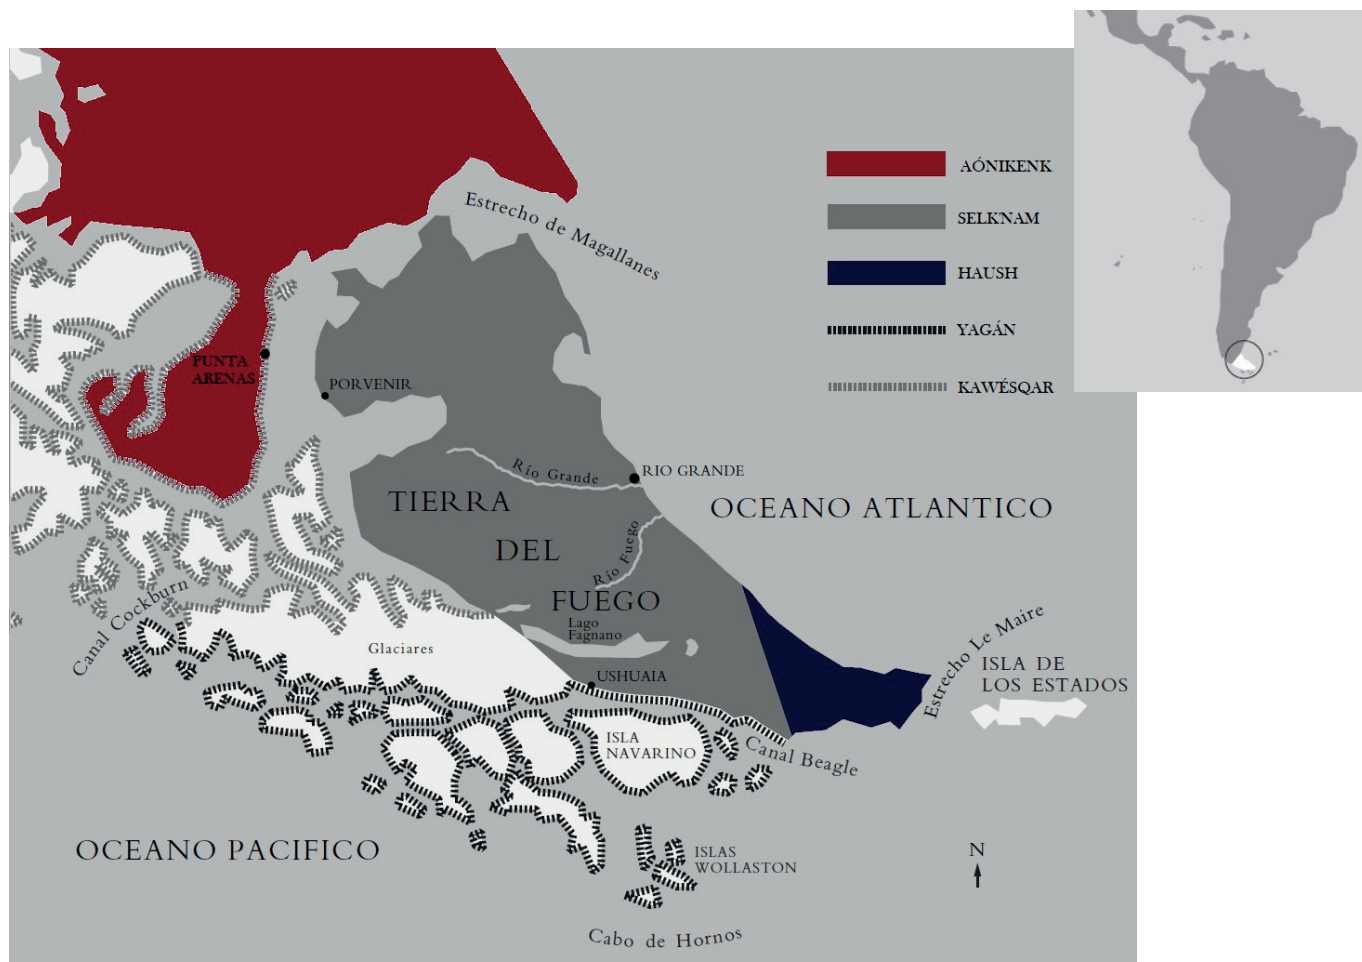 AÓNIKENK
SELK'NAM
HAUSH
YAGÁN
KAWÉSQAR
Estrecho de Magallanes
PUNTA
ARENAS
PORVENIR
Río Grande
RIO GRANDE
TIERRA
DEL
FUEGO
OCEANO ATLANTICO
Río Fuego
Canal Cockburn
Lago
Fagnano
Glaciares
USHUAIA
Estrecho Le Maire
ISLA DE
LOS ESTADOS
ISLA
NAVARINO
Canal Beagle
OCEANO PACIFICO
ISLAS
WOLLASTON
N
Cabo de Hornos